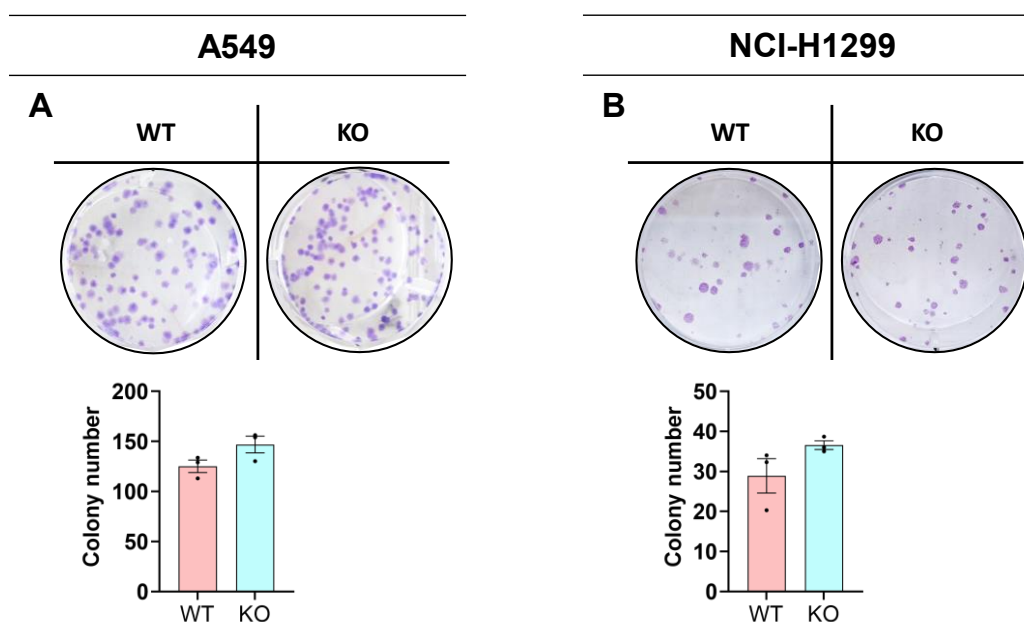 A549
NCI-H1299
A
WT
KO
B
WT
KO
Colony number
200
150
100
50
0
WT
KO
Colony number
50
40
30
20
10
0
WT
KO